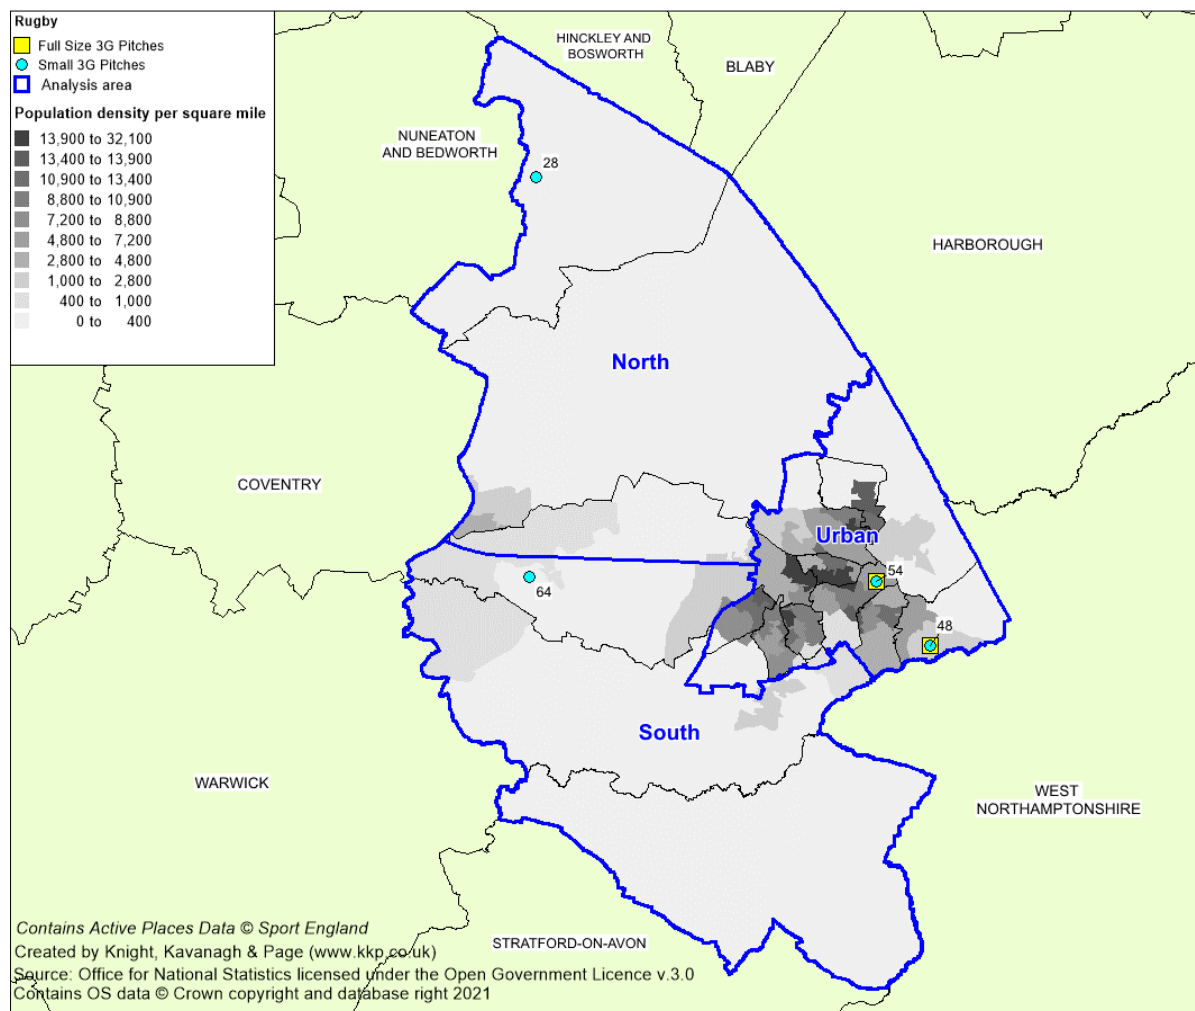 Rugby
Full Size 3G Pitches
Small 3G Pitches
Analysis area
Population density per square mile
13,900 to 32,100
13,400 to 13,900
10,900 to 13,400
8,800 to 10,900
7,200 to 8,800
4,800 to 7,200
2,800 to 4,800
1,000 to 2,800
400 to 1,000
0 to 400
HINCKLEY AND
BOSWORTH
BLABY
NUNEATON
AND BEDWORTH
28
HARBOROUGH
North
COVENTRY
Urban
54
64
48
South
WARWICK
WEST
NORTHAMPTONSHIRE
STRATFORD-ON-AVON
Contains Active Places Data © Sport England
Created by Knight, Kavanagh & Page (www.kkp.co.uk)
Source: Office for National Statistics licensed under the Open Government Licence v.3.0
Contains OS data © Crown copyright and database right 2021